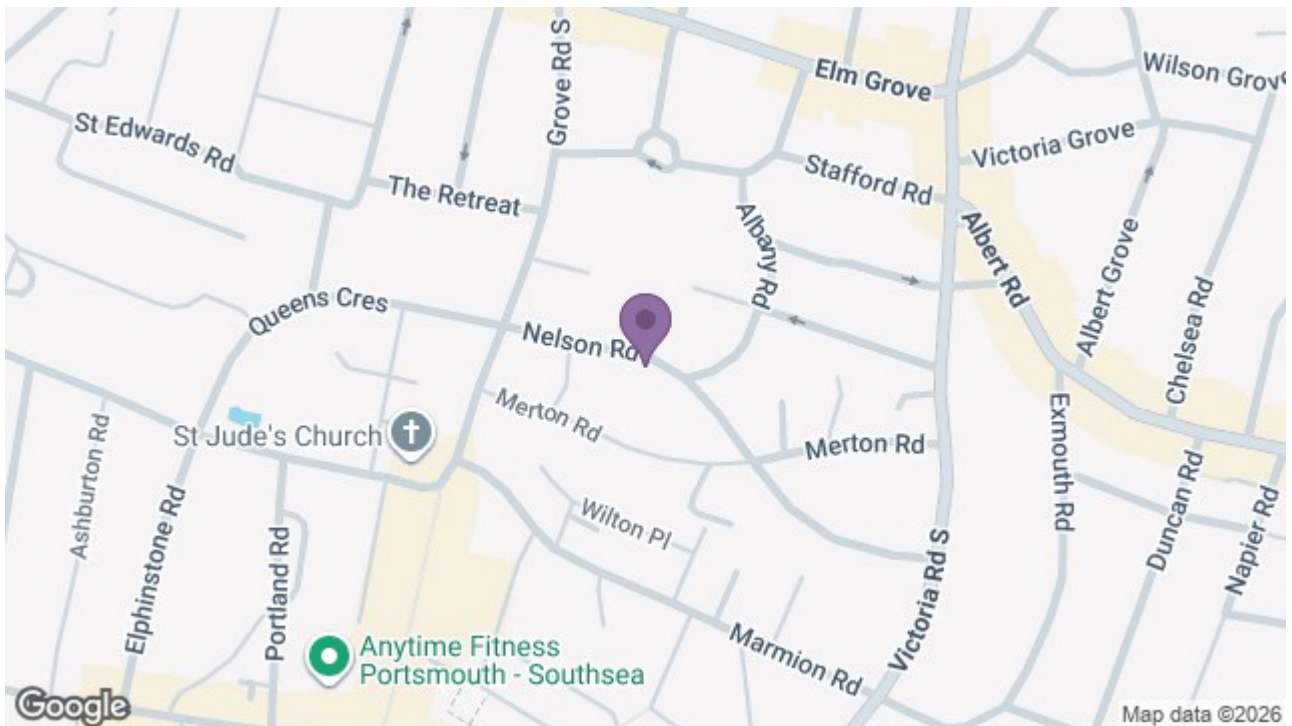 Grove Rd S
Elm Grove
Wilson Grove
St Edwards Rd
Victoria Grove
The Retreat
Stafford Rd
Albany Rd
Albert Rd
Albert Grove
Chelsea Rd
Queens Cres
Nelson Rd
Merton Rd
St Jude's Church
Merton Rd
Exmouth Rd
Ashburton Rd
Elphinstone Rd
Portland Rd
Wilton Pl
Duncan Rd
Napier Rd
Victoria Rd S
Marmion Rd
Anytime Fitness
Portsmouth - Southsea
Google
Map data ©2026